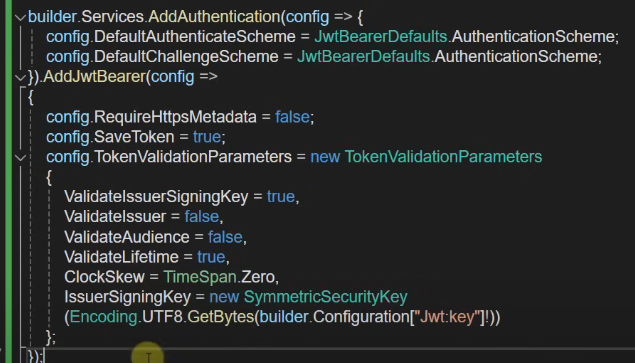 builder.Services.AddAuthentication(config => {
config.DefaultAuthenticateScheme = JwtBearerDefaults.AuthenticationScheme;
config.DefaultChallengeScheme = JwtBearerDefaults.AuthenticationScheme;
}).AddJwtBearer(config =>
{
config.RequireHttpsMetadata = false;
config.SaveToken = true;
config.TokenValidationParameters = new TokenValidationParameters
{
ValidateIssuerSigningKey = true,
ValidateIssuer = false,
ValidateAudience = false,
ValidateLifetime = true,
ClockSkew = TimeSpan.Zero,
IssuerSigningKey = new SymmetricSecurityKey
(Encoding.UTF8.GetBytes(builder.Configuration["Jwt:key"]!))
};
});